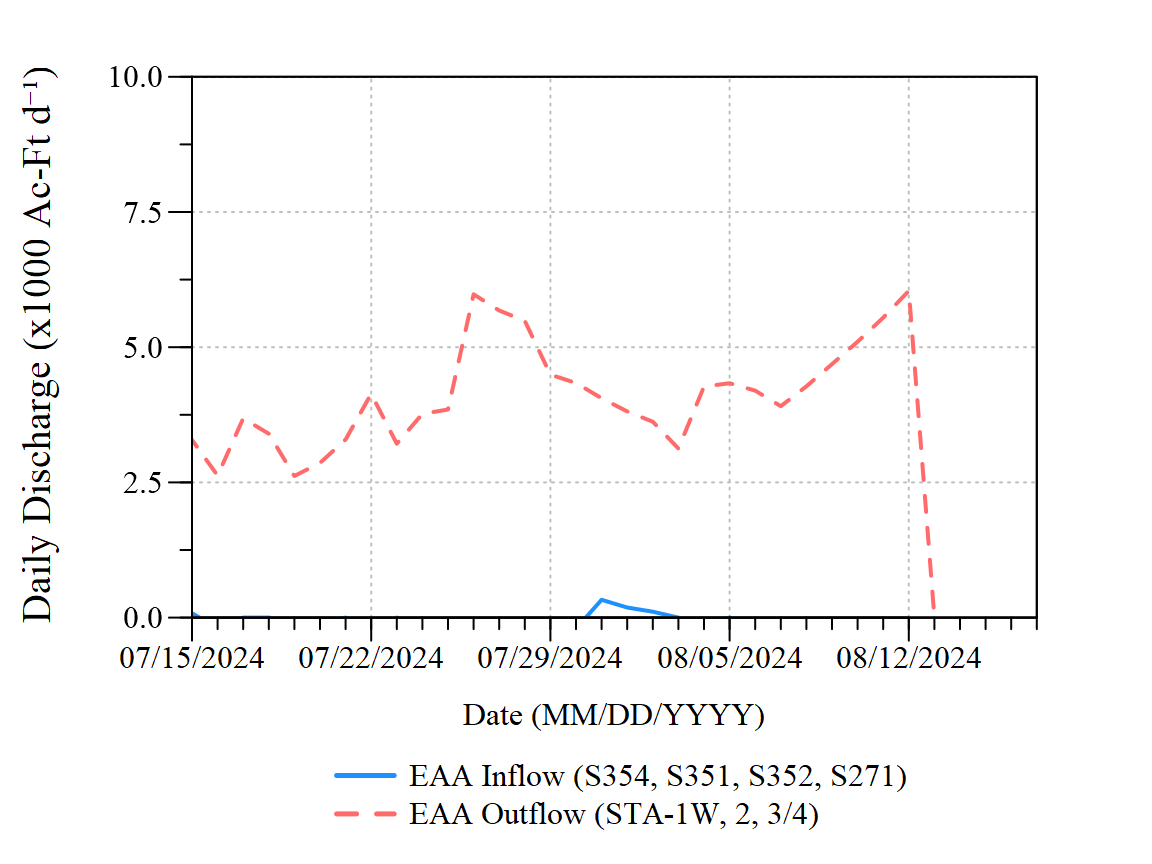 Daily Discharge (x1000 Ac-Ft d⁻¹)
10.0
7.5
5.0
2.5
0.0
07/15/2024 07/22/2024 07/29/2024 08/05/2024 08/12/2024
Date (MM/DD/YYYY)
EAA Inflow (S354, S351, S352, S271)
EAA Outflow (STA-1W, 2, 3/4)